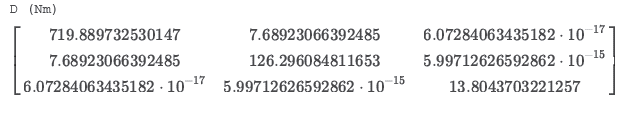 D (Nm)
719.889732530147 7.68923066392485 6.07284063435182 · 10⁻¹⁷
7.68923066392485 126.296084811653 5.99712626592862 · 10⁻¹⁵
6.07284063435182 · 10⁻¹⁷ 5.99712626592862 · 10⁻¹⁵ 13.8043703221257